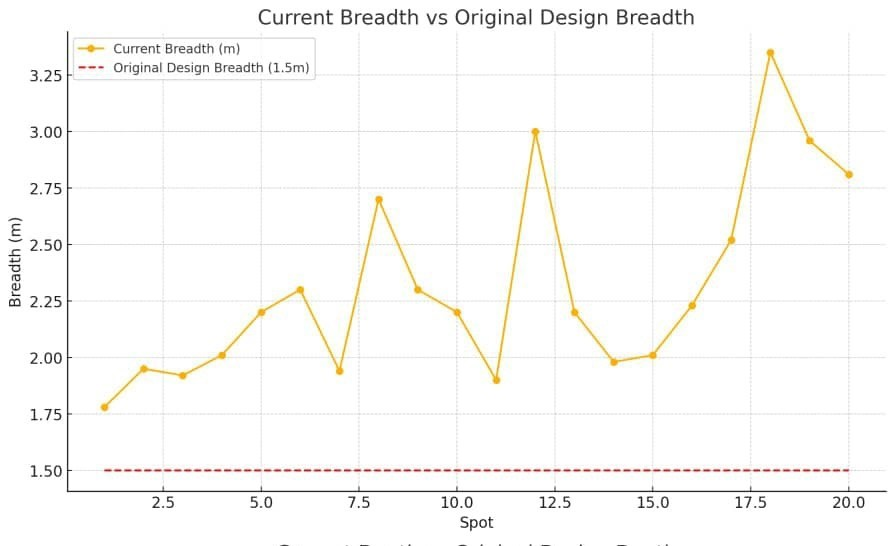 Current Breadth vs Original Design Breadth
Current Breadth (m)
Original Design Breadth (1.5m)
3.25
3.00
2.75
2.50
2.25
2.00
1.75
1.50
Breadth (m)
2.5 5.0 7.5 10.0 12.5 15.0 17.5 20.0
Spot